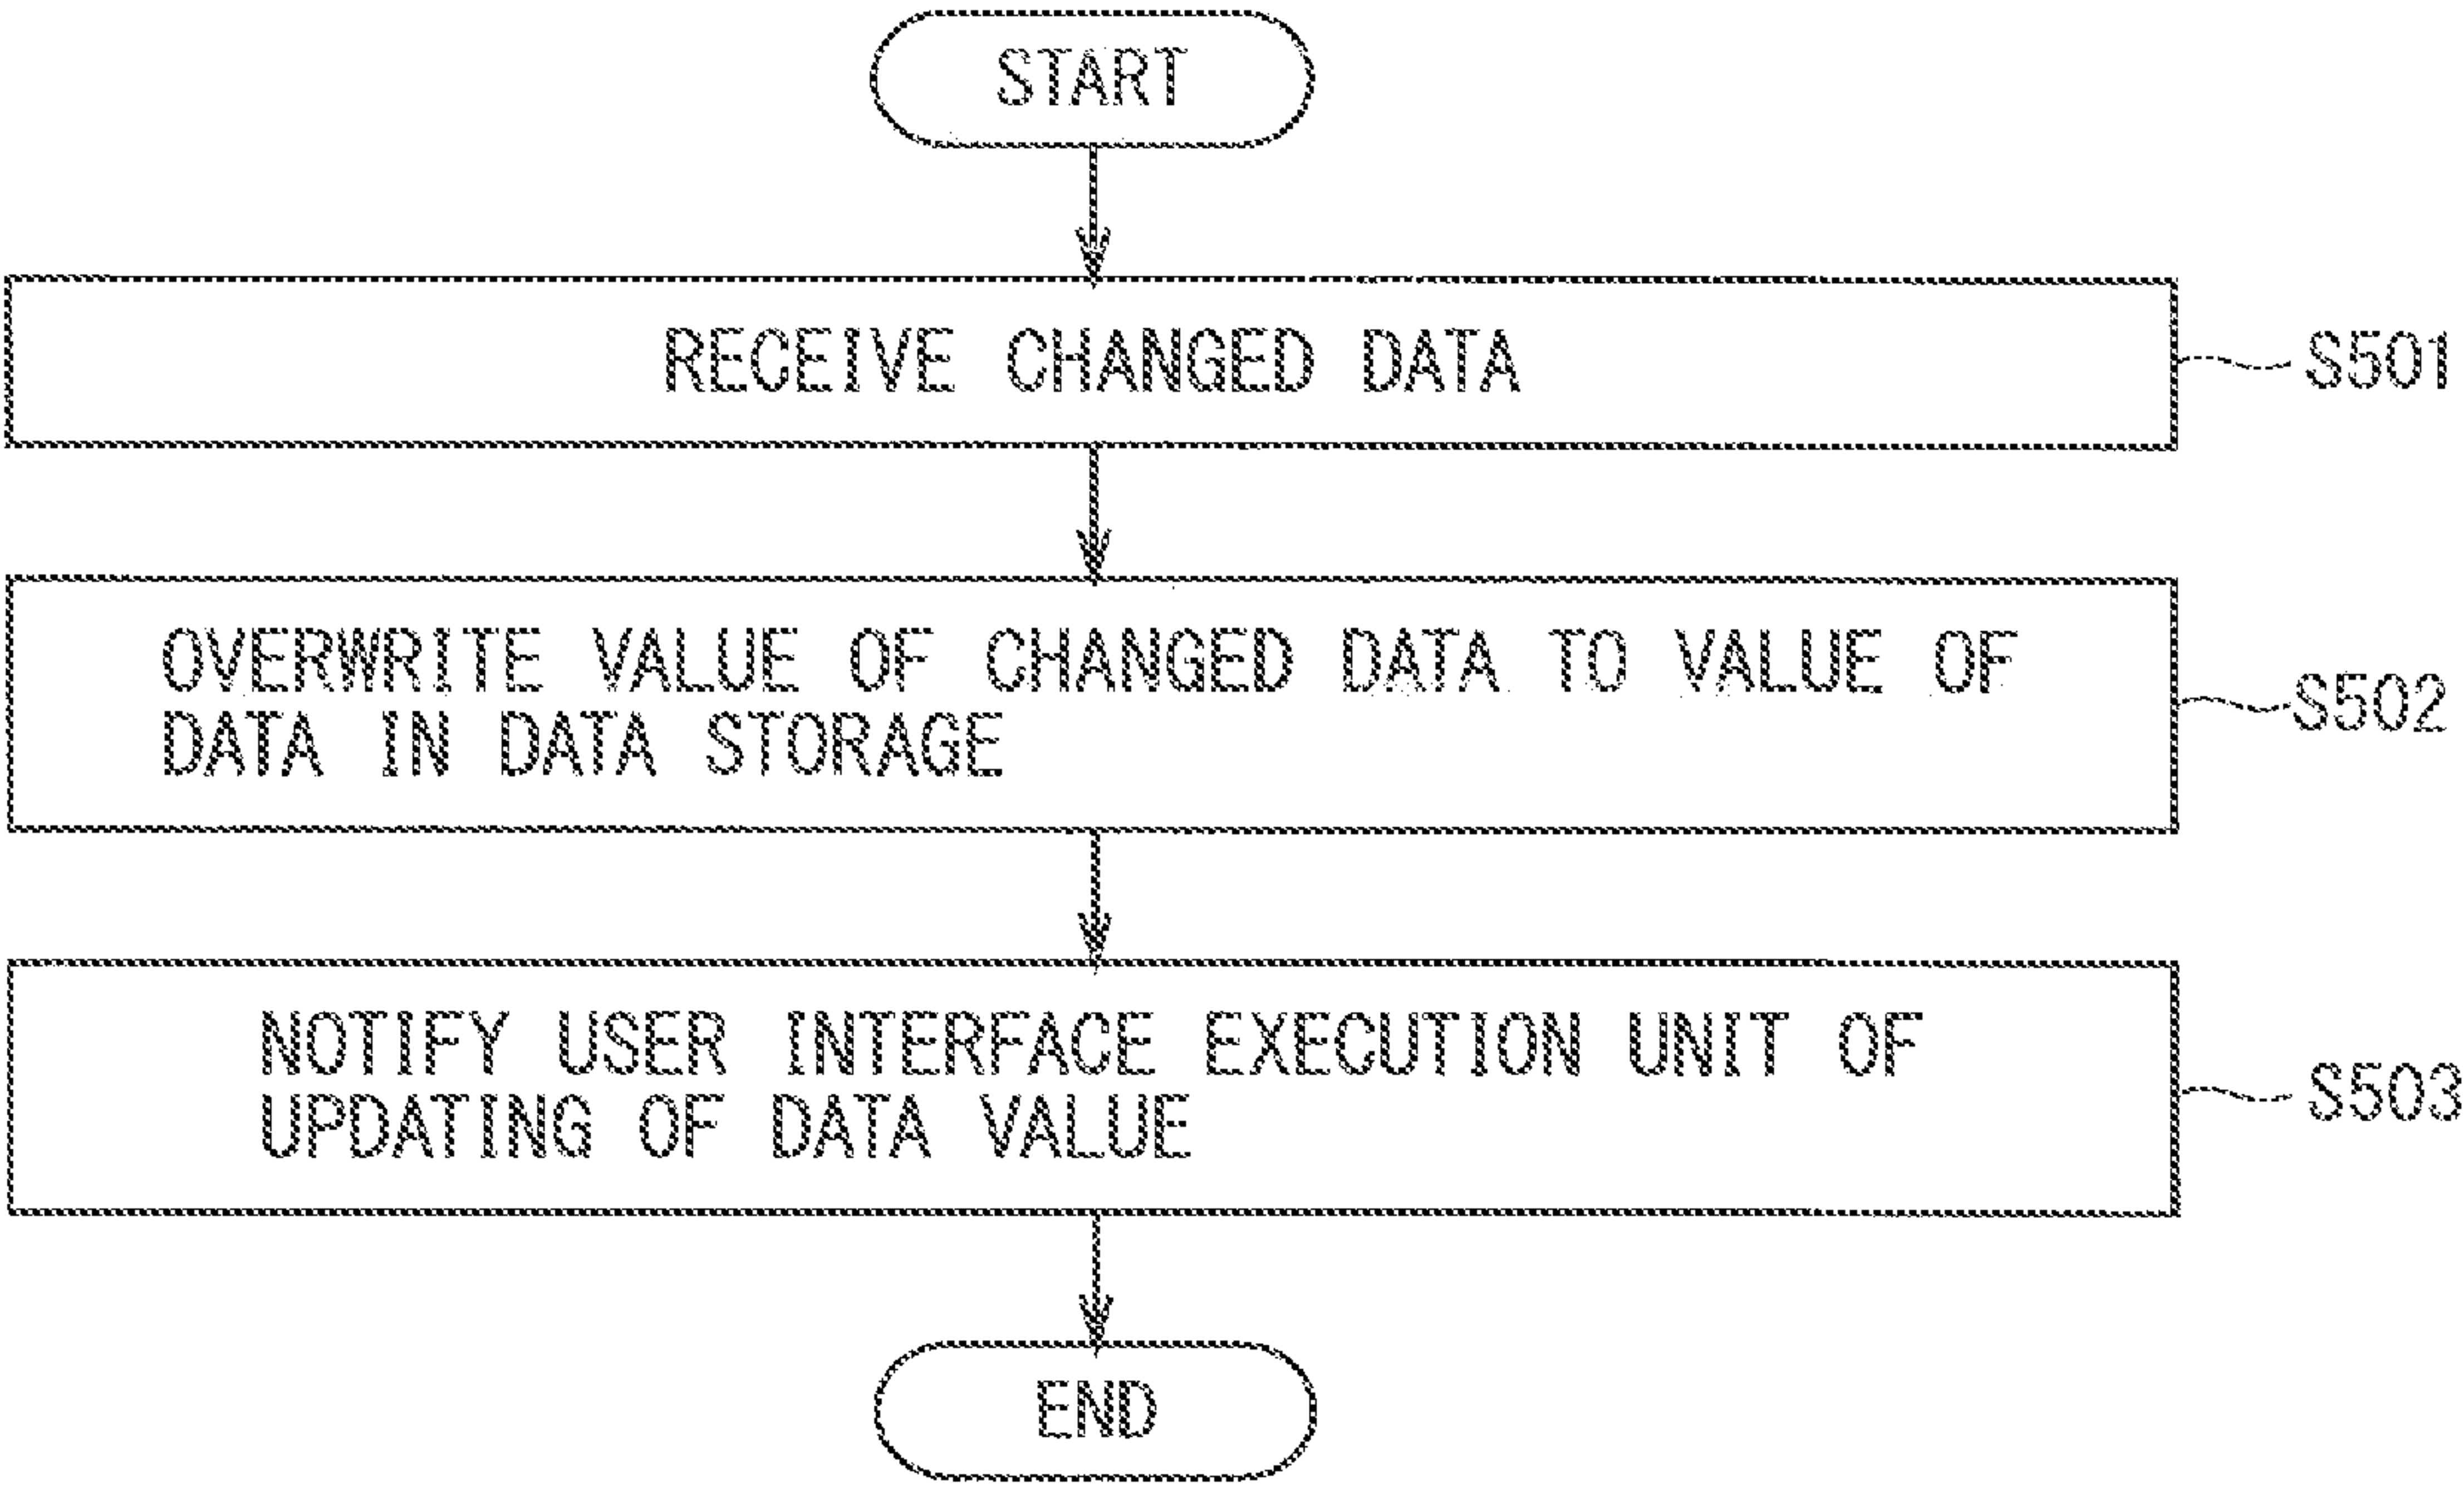 START
RECEIVE CHANGED DATA
S501
OVERWRITE VALUE OF CHANGED DATA TO VALUE OF
DATA IN DATA STORAGE
S502
NOTIFY USER INTERFACE EXECUTION UNIT OF
UPDATING OF DATA VALUE
S503
END